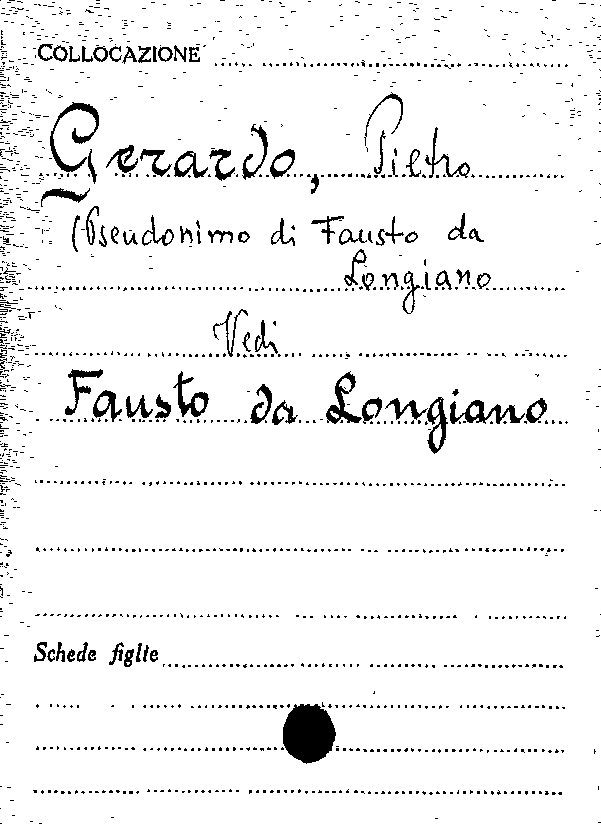 COLLOCAZIONE
Gerardo, Pietro
(Pseudonimo di Fausto da
Longiano
Vedi
Fausto da Longiano
Schede figlie